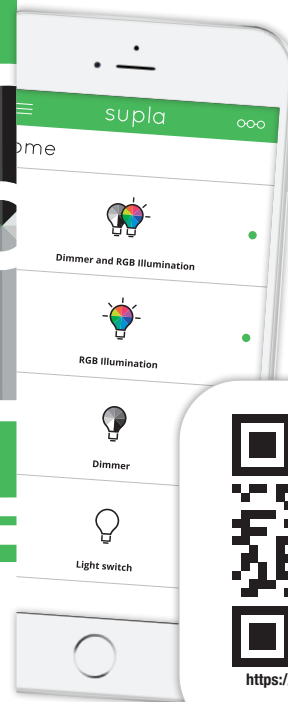 supla
ome
Dimmer and RGB Illumination
RGB Illumination
Dimmer
Light switch
https:/